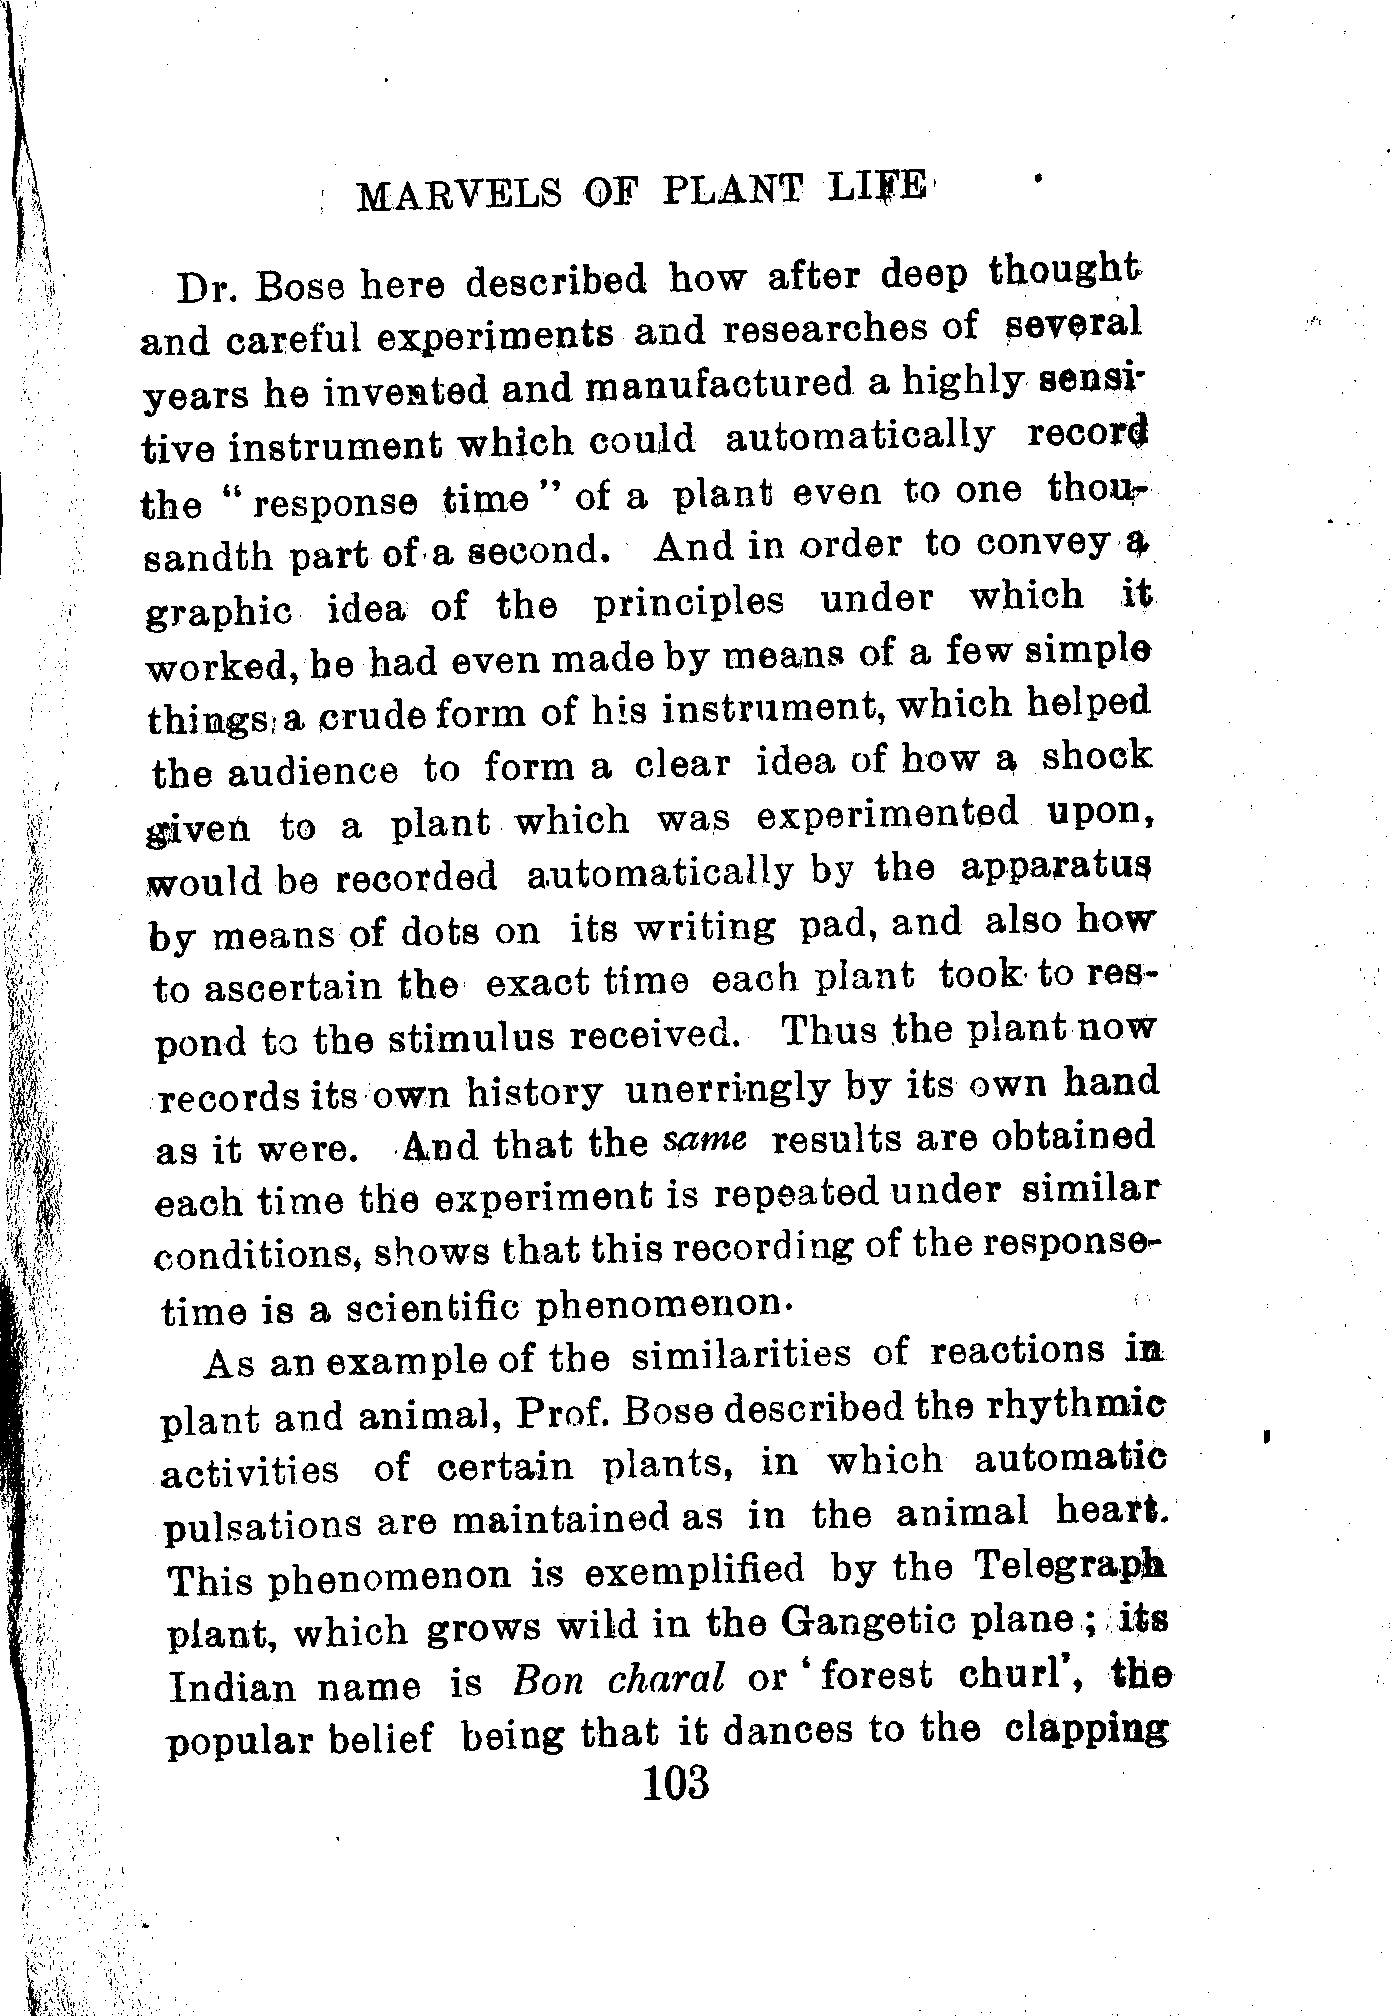 MARVELS OF PLANT LIFE
Dr. Bose here described how after deep thought
and careful experiments and researches of several
years he invented and manufactured a highly sensi-
tive instrument which could automatically record
the “ response time ” of a plant even to one thou-
sandth part of a second. And in order to convey a
graphic idea of the principles under which it
worked, he had even made by means of a few simple
things a crude form of his instrument, which helped
the audience to form a clear idea of how a shock
given to a plant which was experimented upon,
would be recorded automatically by the apparatus
by means of dots on its writing pad, and also how
to ascertain the exact time each plant took to res-
pond to the stimulus received. Thus the plant now
records its own history unerringly by its own hand
as it were. And that the same results are obtained
each time the experiment is repeated under similar
conditions, shows that this recording of the response-
time is a scientific phenomenon.
As an example of the similarities of reactions in
plant and animal, Prof. Bose described the rhythmic
activities of certain plants, in which automatic
pulsations are maintained as in the animal heart.
This phenomenon is exemplified by the Telegraph
plant, which grows wild in the Gangetic plane ; its
Indian name is Bon charal or ‘ forest churl’, the
popular belief being that it dances to the clapping
103